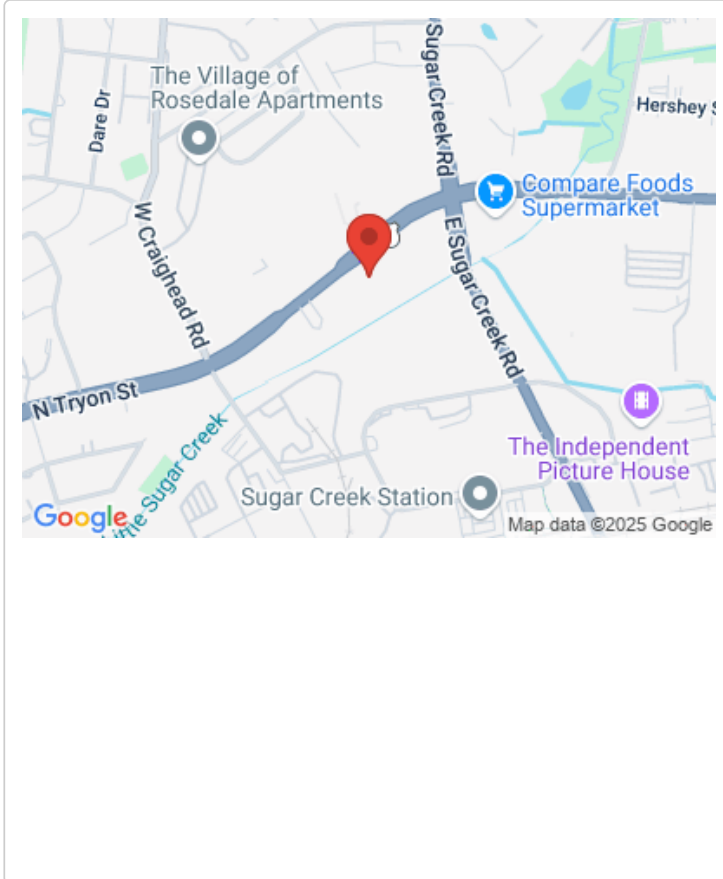 The Village of
Rosedale Apartments
Dare Dr
Sugar Creek Rd
Hershey S
Compare Foods
Supermarket
W Craighead Rd
E Sugar Creek Rd
N Tryon St
Little Sugar Creek
The Independent
Picture House
Sugar Creek Station
Google
Map data ©2025 Google